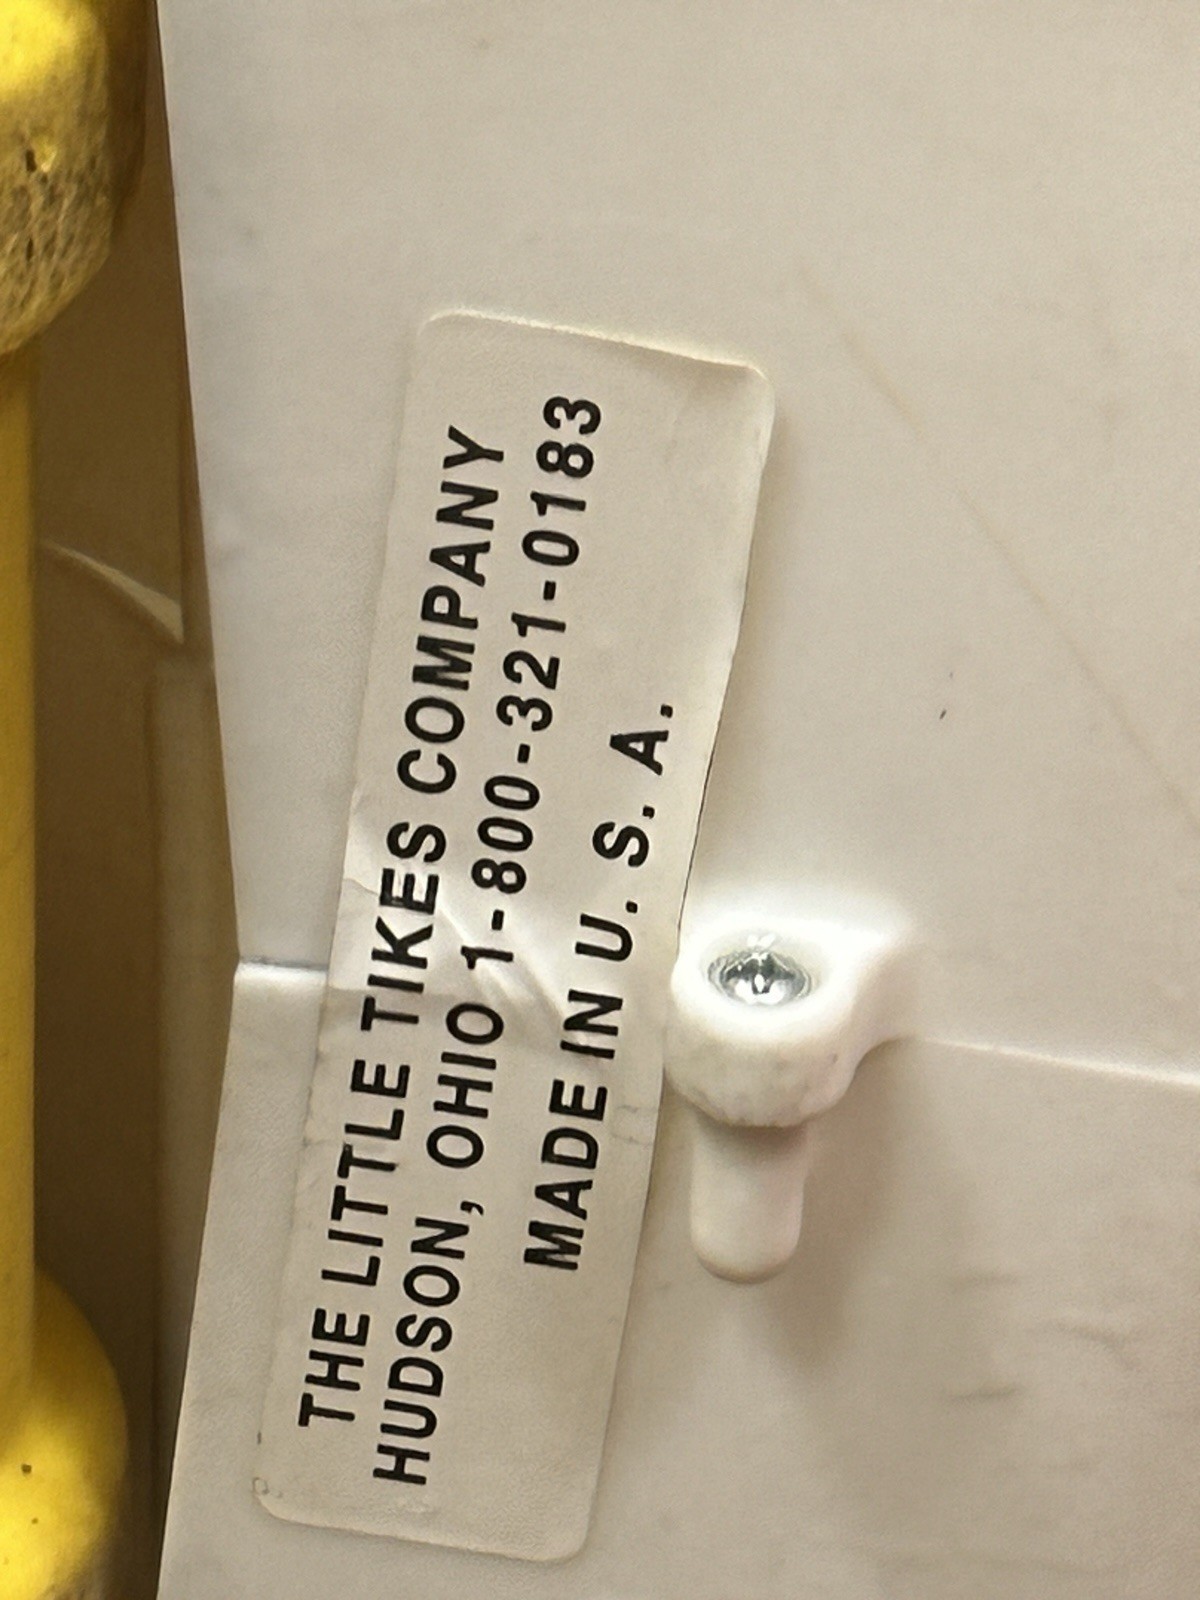 THE LITTLE TIKES COMPANY
HUDSON, OHIO 1-800-321-0183
MADE IN U. S. A.